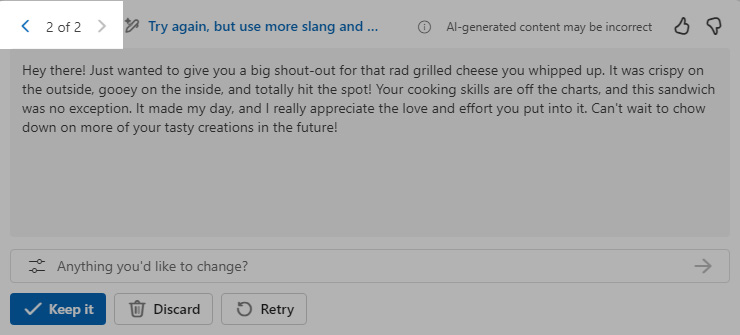 2 of 2
Try again, but use more slang and ...
AI-generated content may be incorrect
Hey there! Just wanted to give you a big shout-out for that rad grilled cheese you whipped up. It was crispy on
the outside, gooey on the inside, and totally hit the spot! Your cooking skills are off the charts, and this sandwich
was no exception. It made my day, and I really appreciate the love and effort you put into it. Can't wait to chow
down on more of your tasty creations in the future!
Anything you'd like to change?
Keep it
Discard
Retry